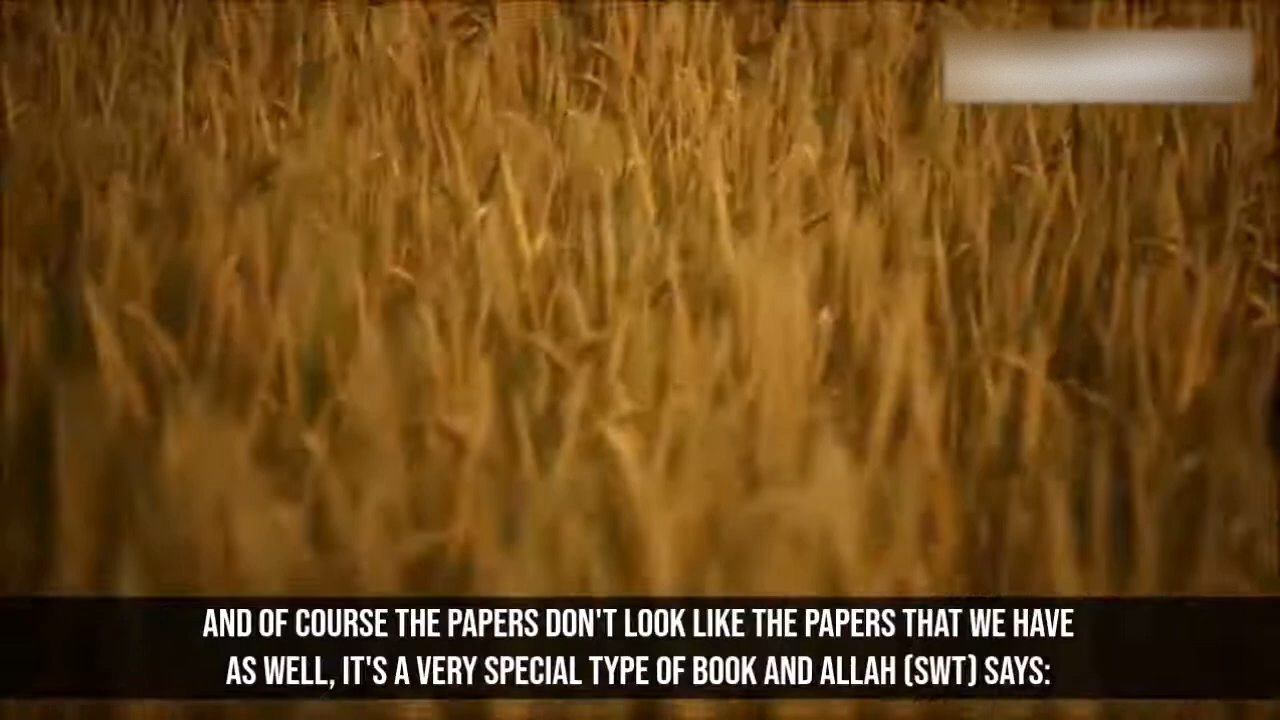 AND OF COURSE THE PAPERS DON'T LOOK LIKE THE PAPERS THAT WE HAVE
AS WELL, IT'S A VERY SPECIAL TYPE OF BOOK AND ALLAH (SWT) SAYS: